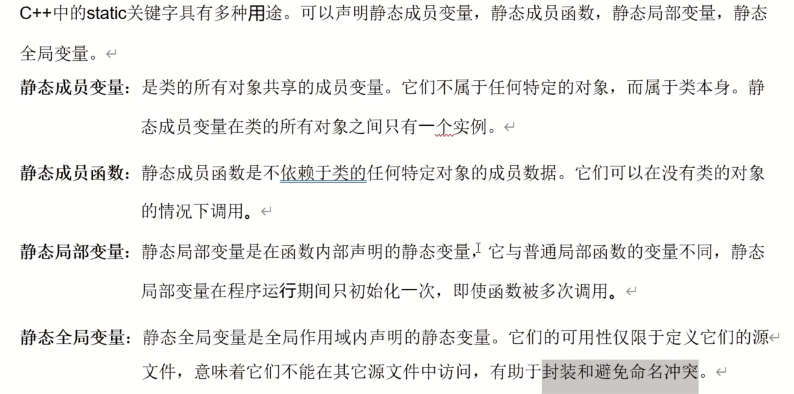 C++中的static关键字具有多种用途。可以声明静态成员变量，静态成员函数，静态局部变量，静态
全局变量。
静态成员变量：是类的所有对象共享的成员变量。它们不属于任何特定的对象，而属于类本身。静
态成员变量在类的所有对象之间只有一个实例。
静态成员函数：静态成员函数是不依赖于类的任何特定对象的成员数据。它们可以在没有类的对象
的情况下调用。
静态局部变量：静态局部变量是在函数内部声明的静态变量，它与普通局部函数的变量不同，静态
局部变量在程序运行期间只初始化一次，即使函数被多次调用。
静态全局变量：静态全局变量是全局作用域内声明的静态变量。它们的可用性仅限于定义它们的源
文件，意味着它们不能在其它源文件中访问，有助于封装和避免命名冲突。